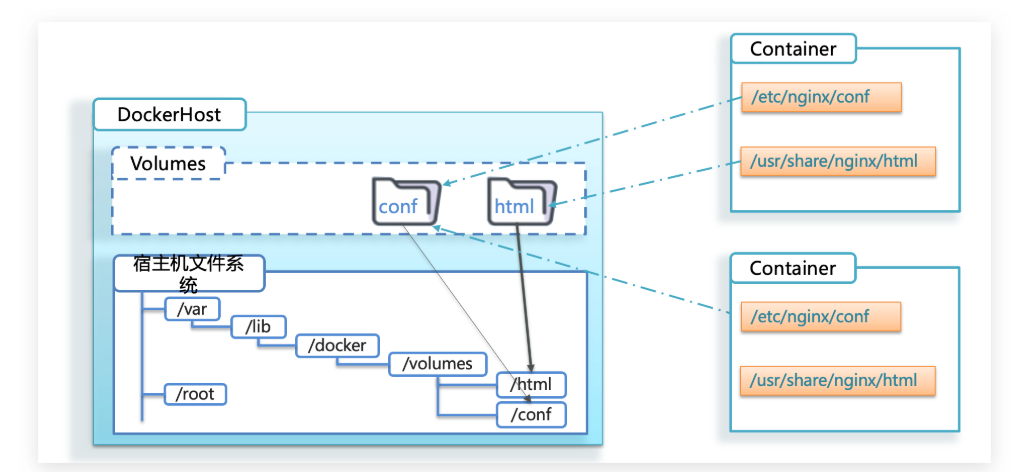 DockerHost
Volumes
conf
html
宿主机文件系
统
/var
/lib
/docker
/volumes
/html
/conf
/root
Container
/etc/nginx/conf
/usr/share/nginx/html
Container
/etc/nginx/conf
/usr/share/nginx/html